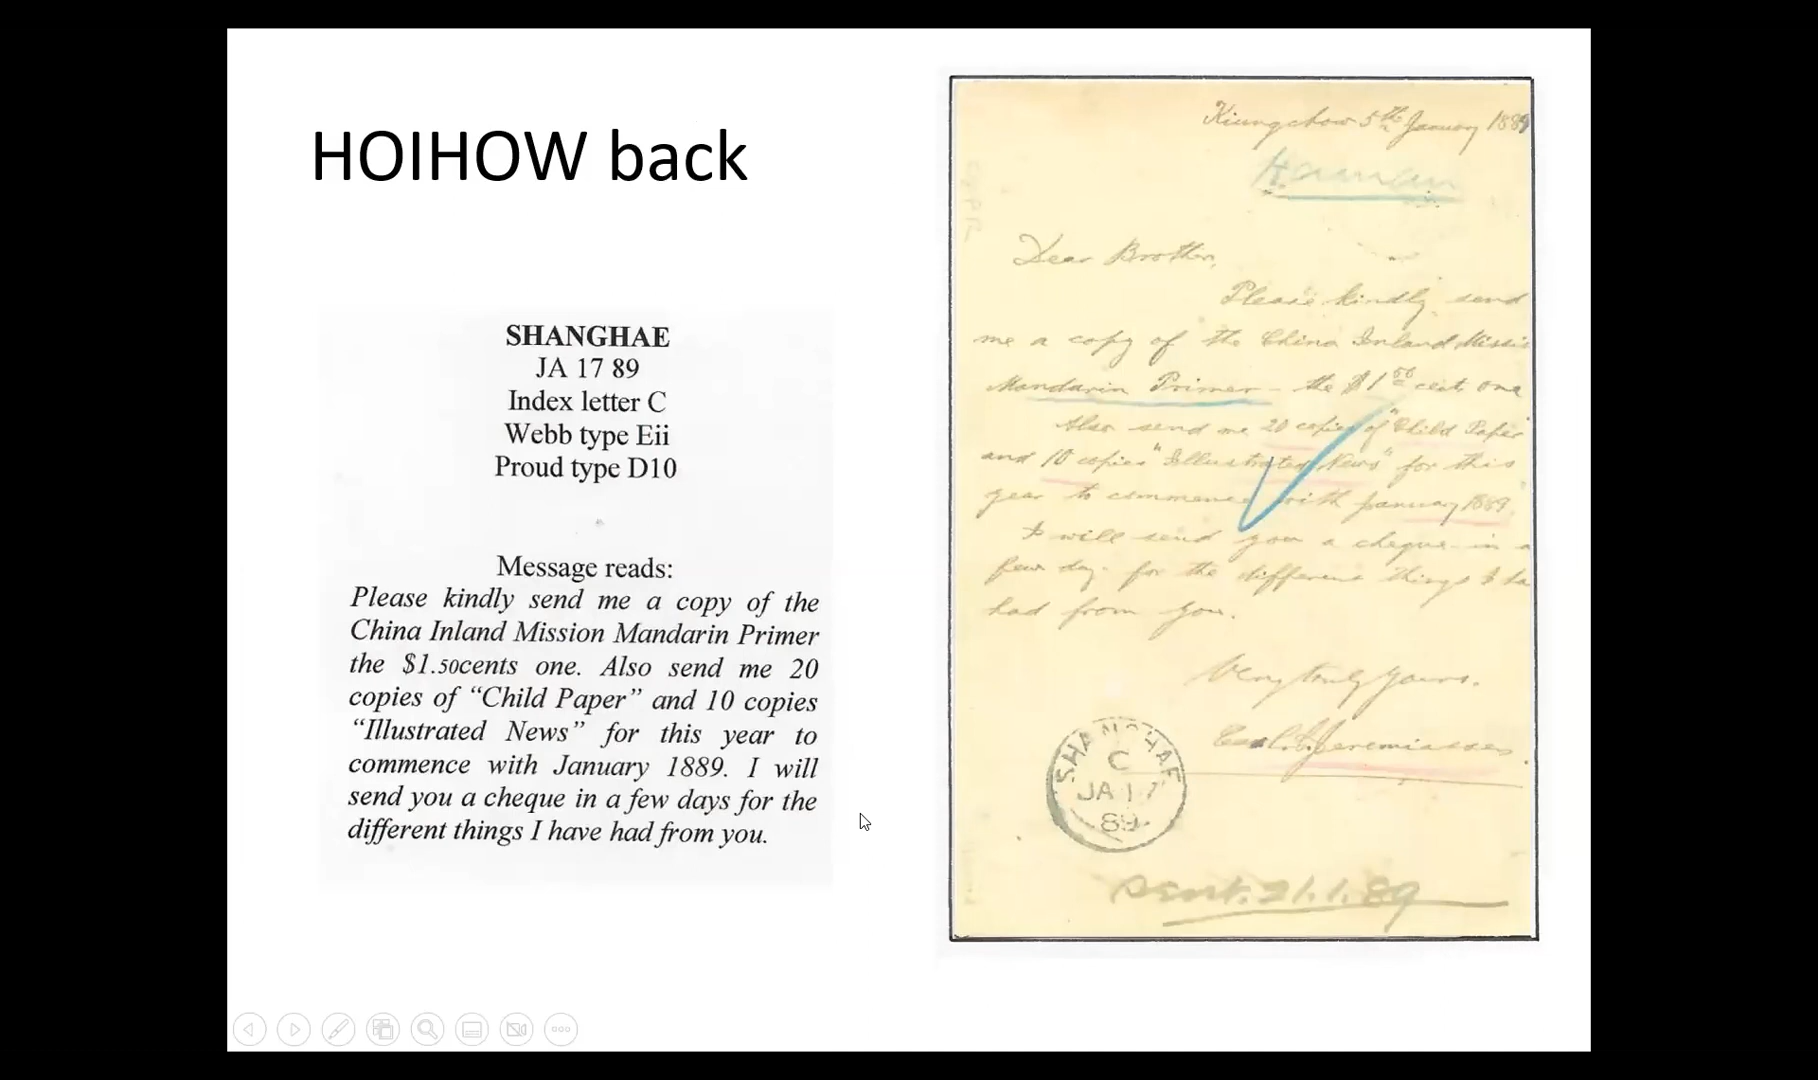 HOIHOW back
SHANGHAE
JA 17 89
Index letter C
Webb type Eii
Proud type D10
Message reads:
Please kindly send me a copy of the
China Inland Mission Mandarin Primer
the $1.50cents one. Also send me 20
copies of “Child Paper” and 10 copies
“Illustrated News” for this year to
commence with January 1889. I will
send you a cheque in a few days for the
different things I have had from you.
Kiungchow 5th January 1889
Hainan
Dear Brother,
Please kindly send
me a copy of the China Inland Missio
Mandarin Primer - the $1.50 cent one
Also send me 20 copies of "Child Paper"
and 10 copies "Illustrated News" for this
year to commence with January 1889.
I will send you a cheque in a
few days for the different things I ha
had from you.
Very truly yours.
Jeremiassen
SHANGHAE
C
JA 17
89
Sent. 21.1.89